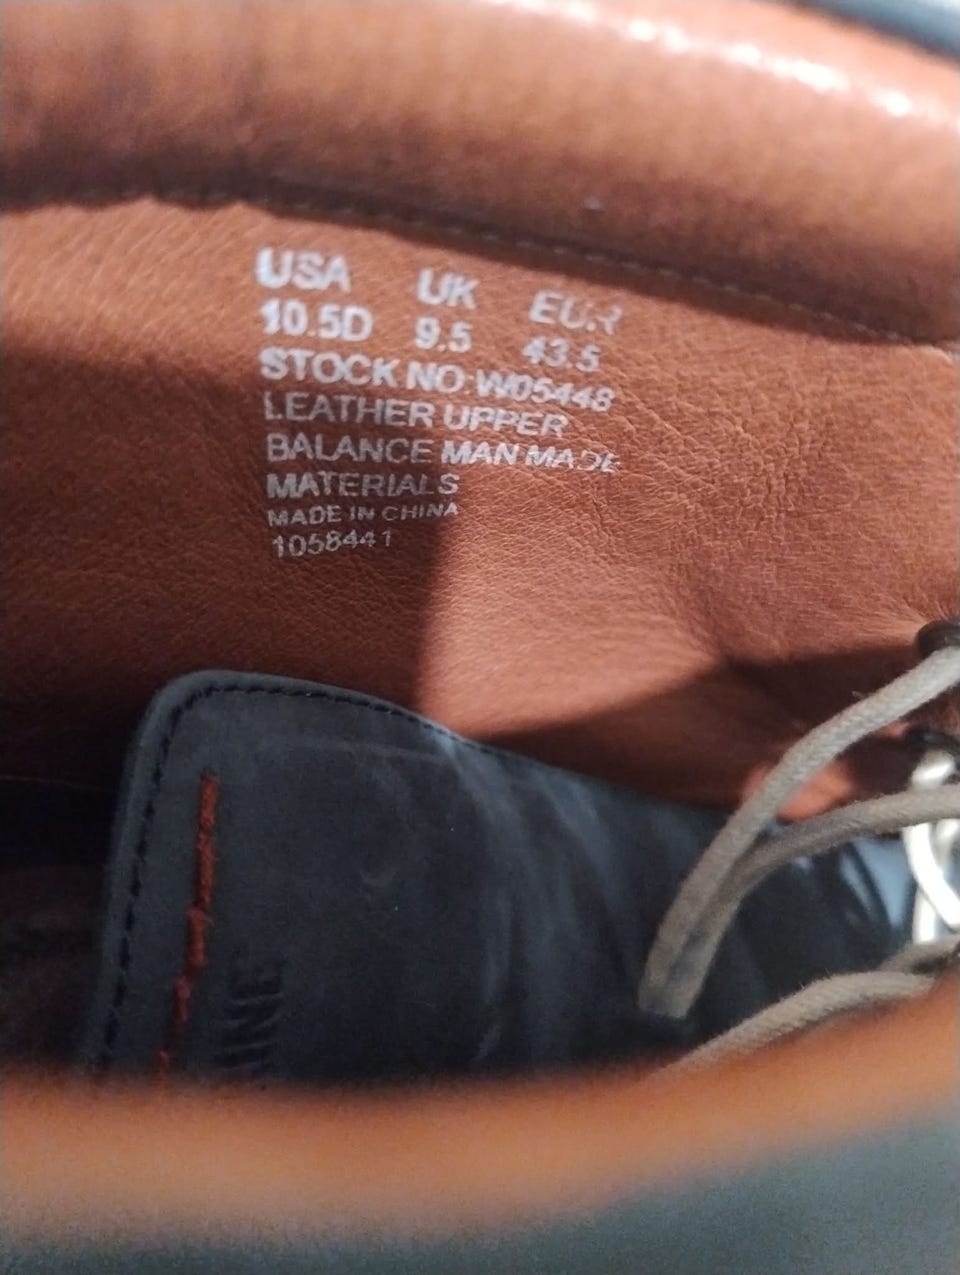 USA UK EUR
10.5D 9.5 43.5
STOCK NO:W05448
LEATHER UPPER
BALANCE MAN MADE
MATERIALS
MADE IN CHINA
1058441